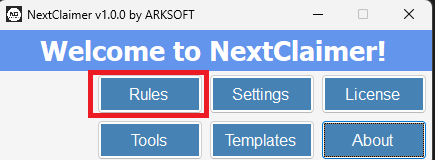 NextClaimer v1.0.0 by ARKSOFT
Welcome to NextClaimer!
Rules Settings License
Tools Templates About